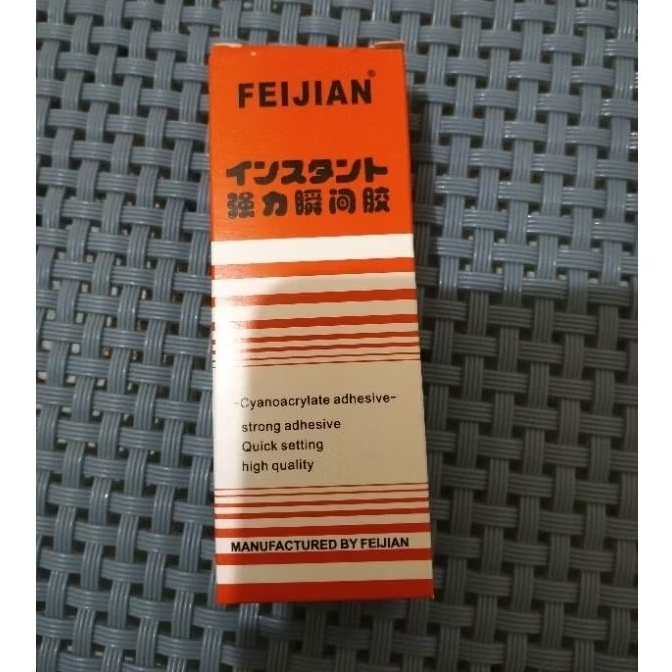 FEIJIAN®
インスタント
强力瞬间胶
-Cyanoacrylate adhesive-
strong adhesive
Quick setting
high quality
MANUFACTURED BY FEIJIAN